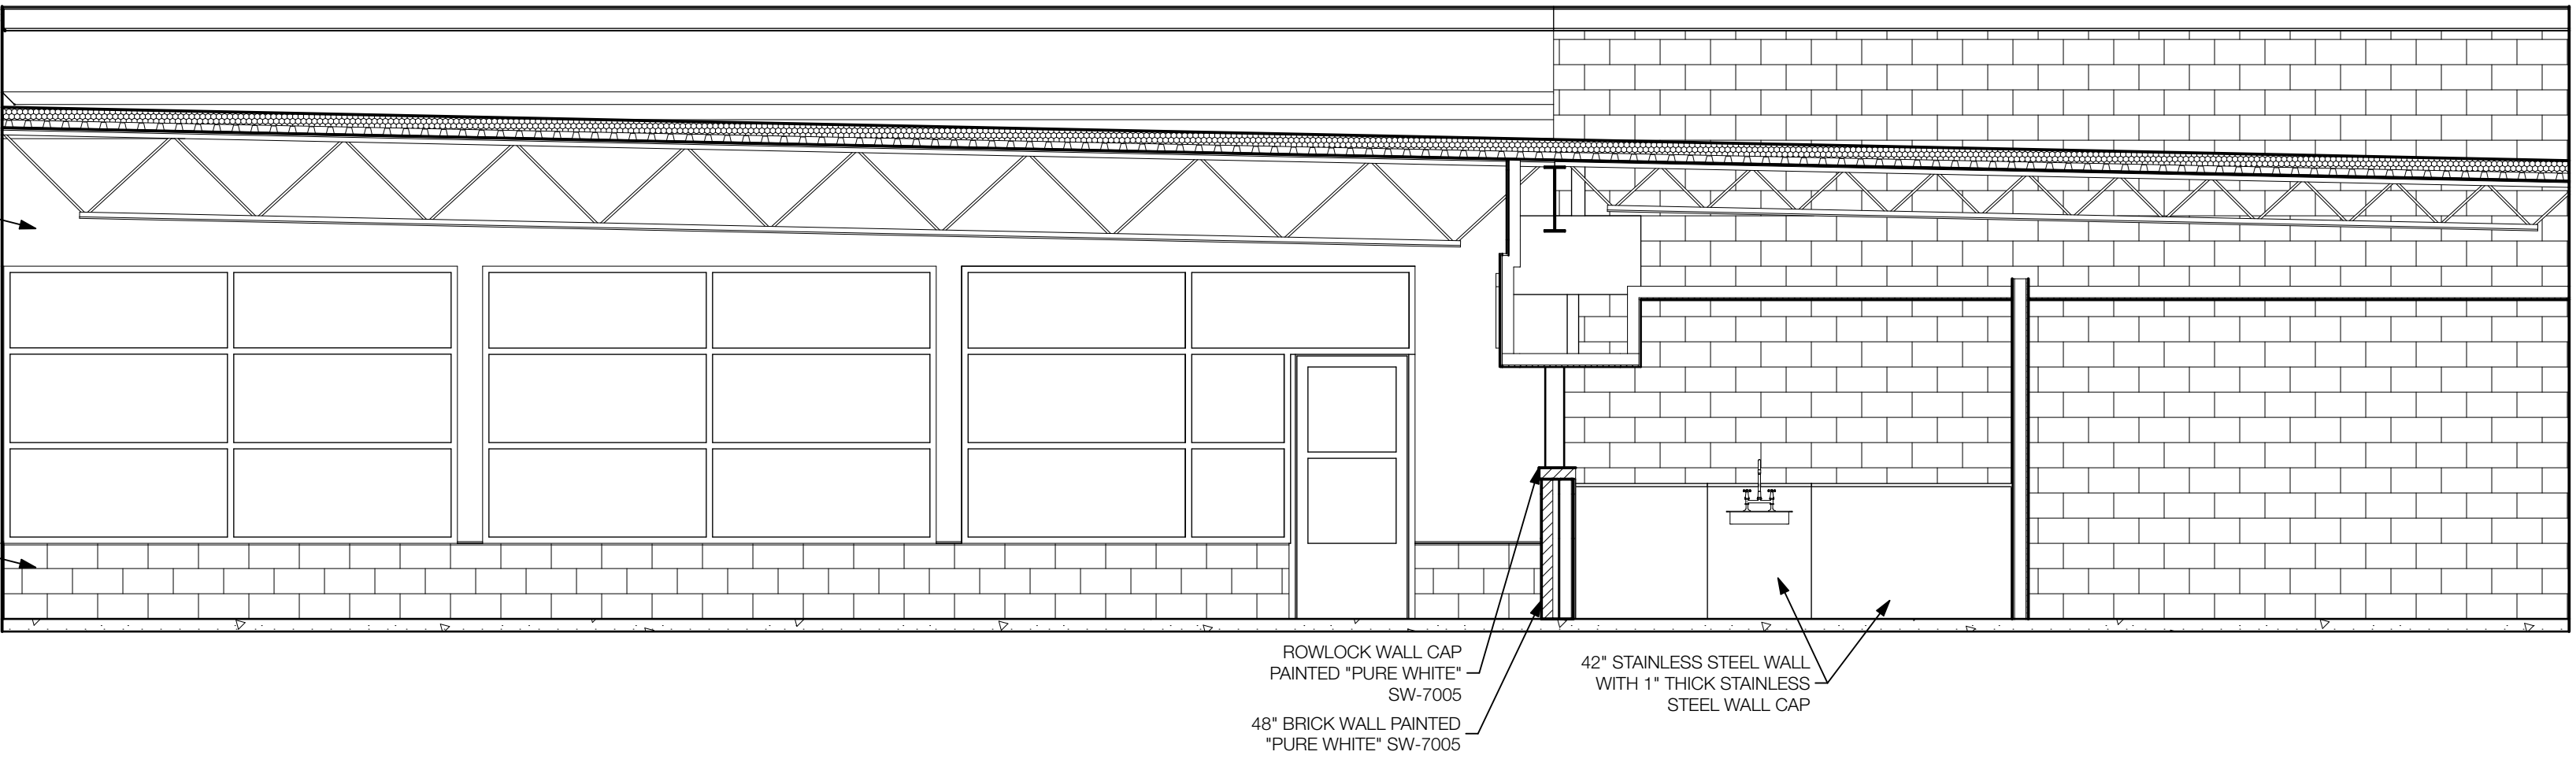 ROWLOCK WALL CAP
PAINTED "PURE WHITE"
SW-7005
48" BRICK WALL PAINTED
"PURE WHITE" SW-7005
42" STAINLESS STEEL WALL
WITH 1" THICK STAINLESS
STEEL WALL CAP